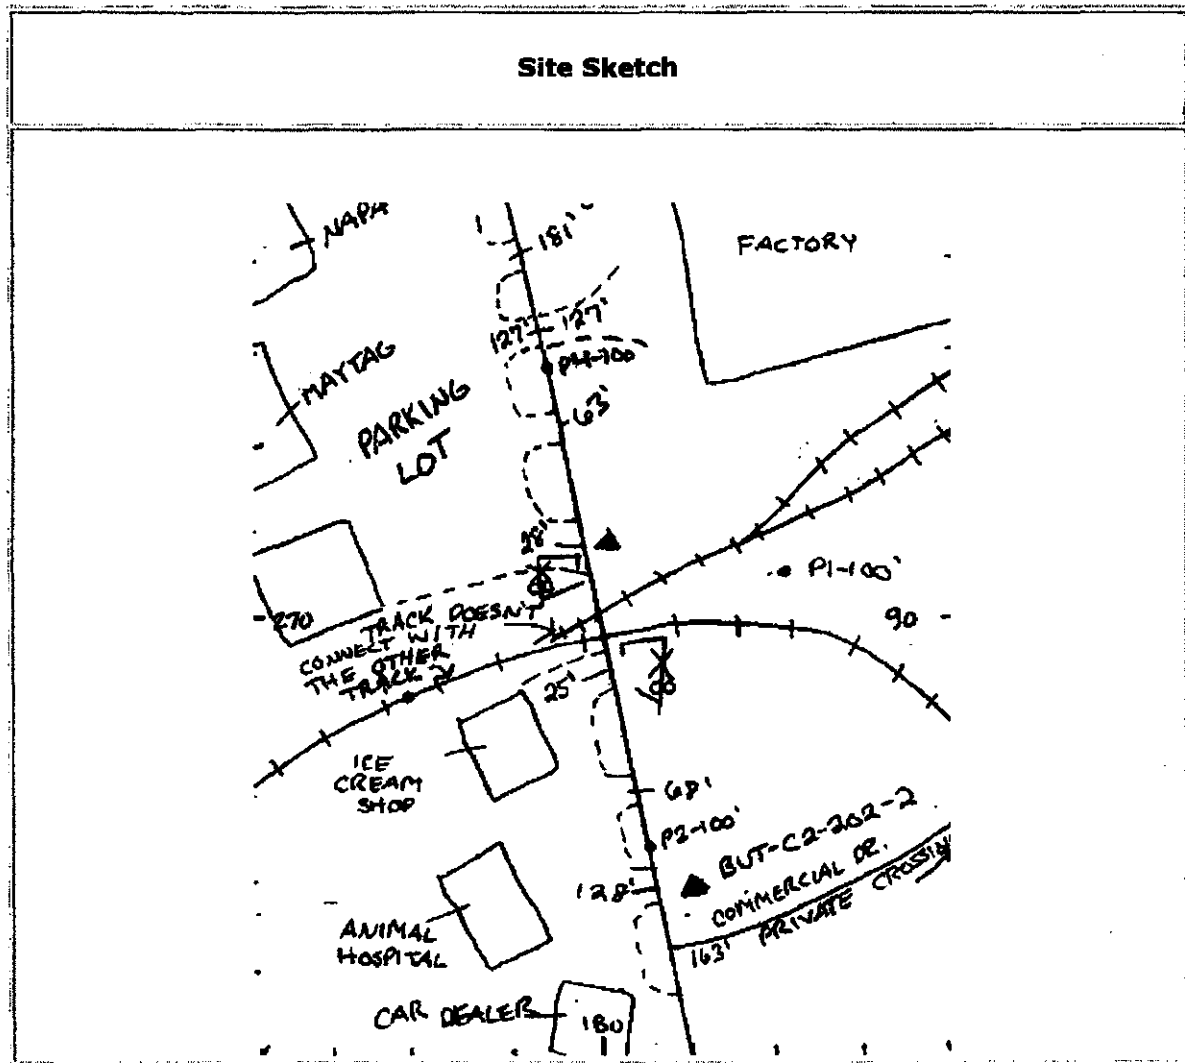 Site Sketch
NAPA
181'
FACTORY
127' 127'
P4-100
MAYTAG
63'
PARKING
LOT
28'
P1-100'
270
90
TRACK DOESN'T
CONNECT WITH
THE OTHER
TRACK
25'
ICE
CREAM
SHOP
68'
P2-100'
BUT-C2-202-2
128'
COMMERCIAL DR.
PRIVATE CROSSING
163'
ANIMAL
HOSPITAL
CAR DEALER
180